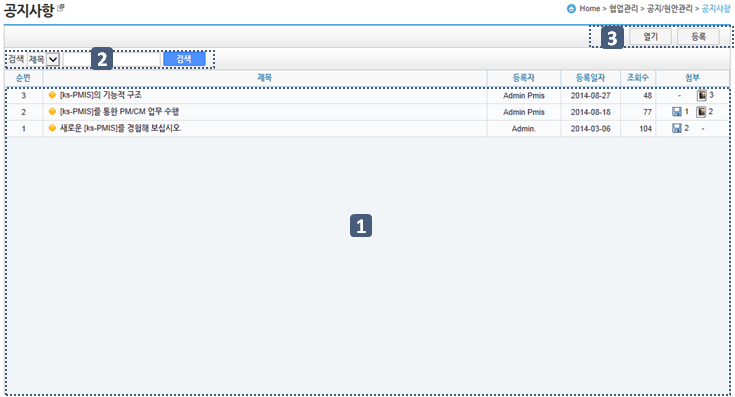 공지사항
Home > 협업관리 > 공지/현안관리 > 공지사항
3 열기 등록
검색 제목 2 검색
순번 제목 등록자 등록일자 조회수 첨부
3 [ks-PMIS]의 기능적 구조 Admin Pmis 2014-08-27 48 - 3
2 [ks-PMIS]를 통환 PM/CM 업무 수행 Admin Pmis 2014-08-18 77 1 2
1 새로운 [ks-PMIS]를 경험해 보십시오. Admin. 2014-03-06 104 2 -
1